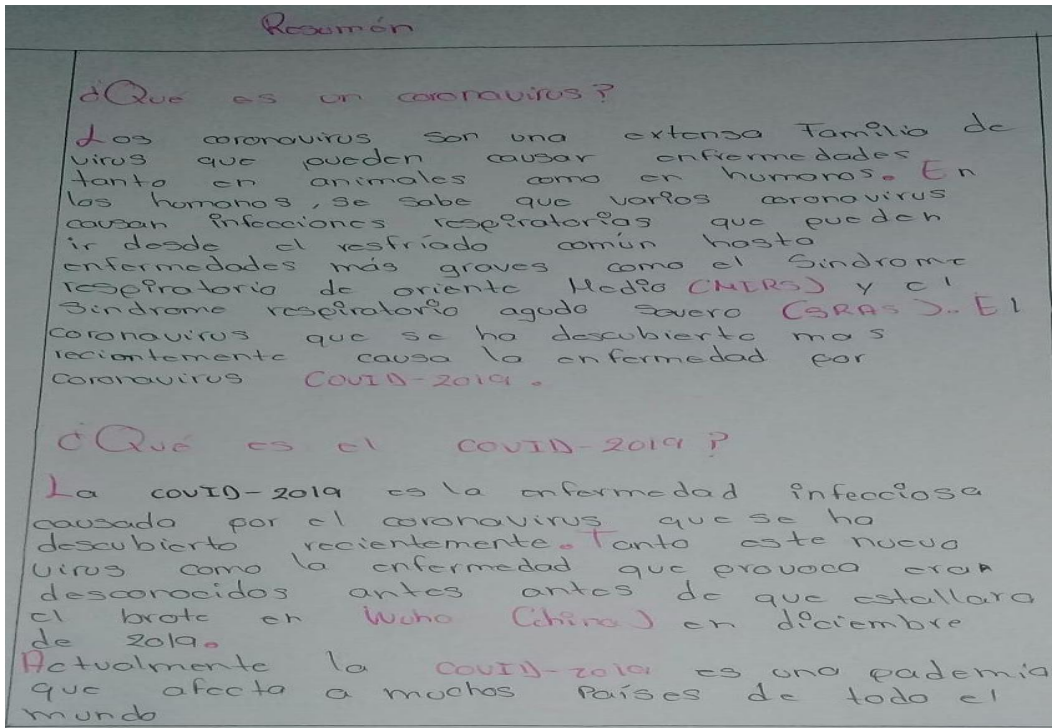 Resumón
¿Qué es un coronavirus?
Los coronavirus son una extensa Familia de
virus que pueden causar enfiermedades
tanto en animales como en humanos. En
los humanos, se sabe que varios coronavirus
causan infecciones respiratorias que pueden
ir desde el resfriado común hasta
enfermedades más graves como el Sindrome
respiratorio de oriente Medio (MERS) y el
Sindrome respiratorio agudo severo (SRAS).. El
coronavirus que se ha descubierto mas
recientemente causa la enfermedad por
coronavirus COVID-2019.
¿Qué es el COVID-2019?
La COVID-2019 es la enfermedad infecciosa
causada por el coronavirus que se ha
descubierto recientemente. Tanto este nuevo
virus como la enfermedad que provoca eran
desconocidos antes antes de que estallara
el brote en Wuha (china) en diciembre
de 2019.
Actualmente la COVID-2019 es una pademia
que afecta a muchos Países de todo el
mundo